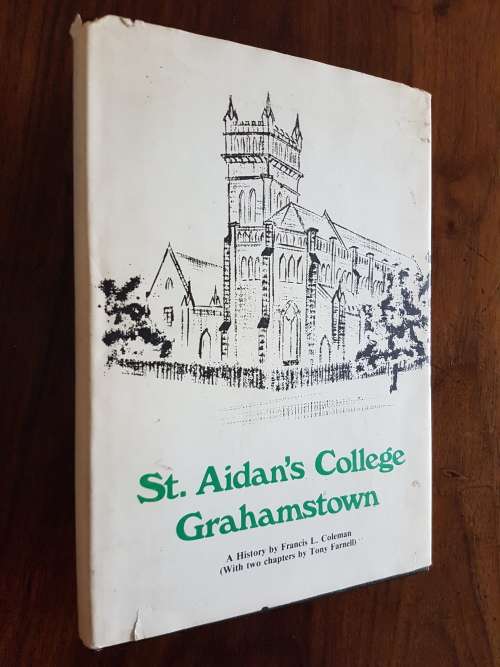 St. Aidan's College
Grahamstown
A History by Francis L. Coleman
(With two chapters by Tony Farnell)